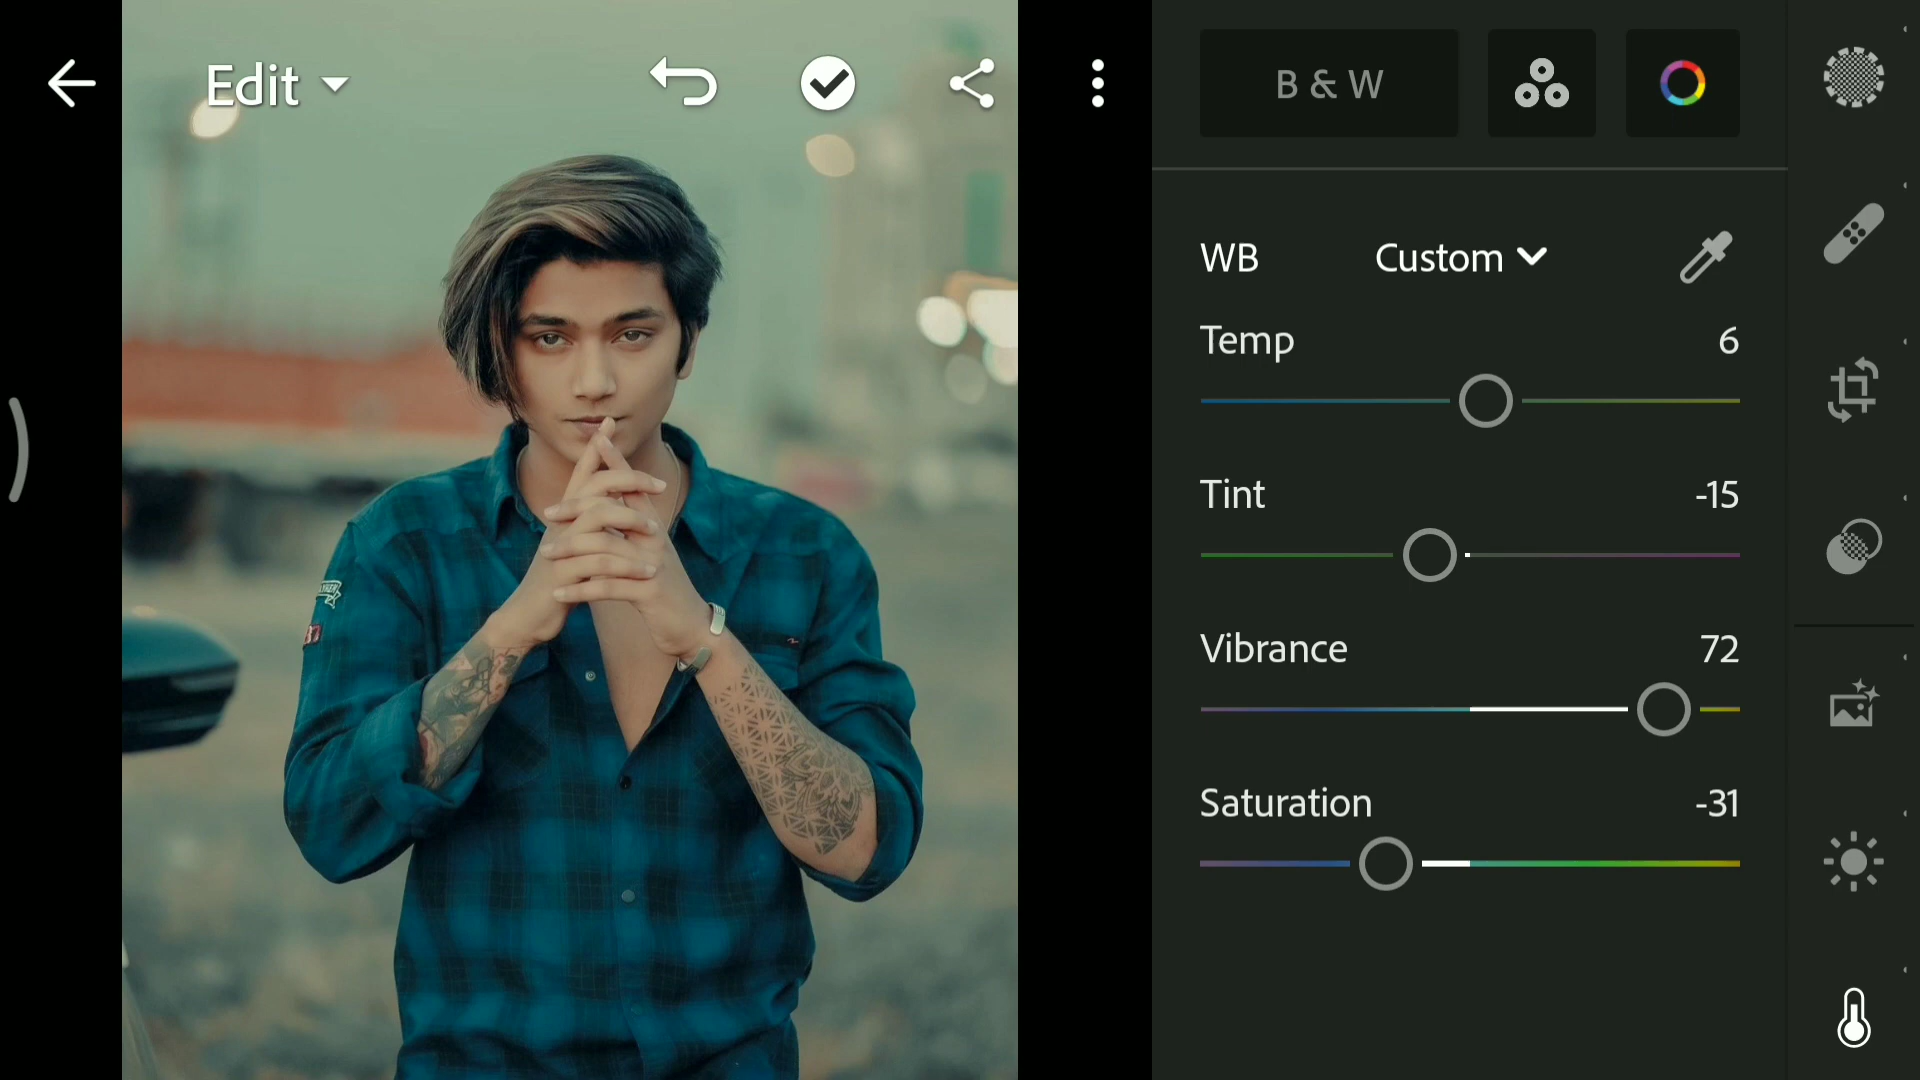 Edit
B & W
WB Custom
Temp 6
Tint -15
Vibrance 72
Saturation -31